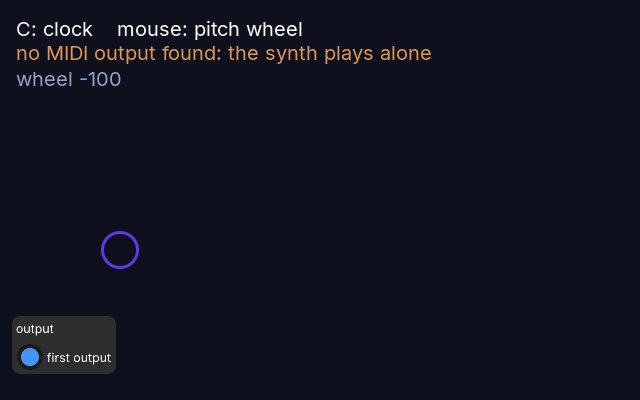 C: clock    mouse: pitch wheel
no MIDI output found: the synth plays alone
wheel -100
output
first output